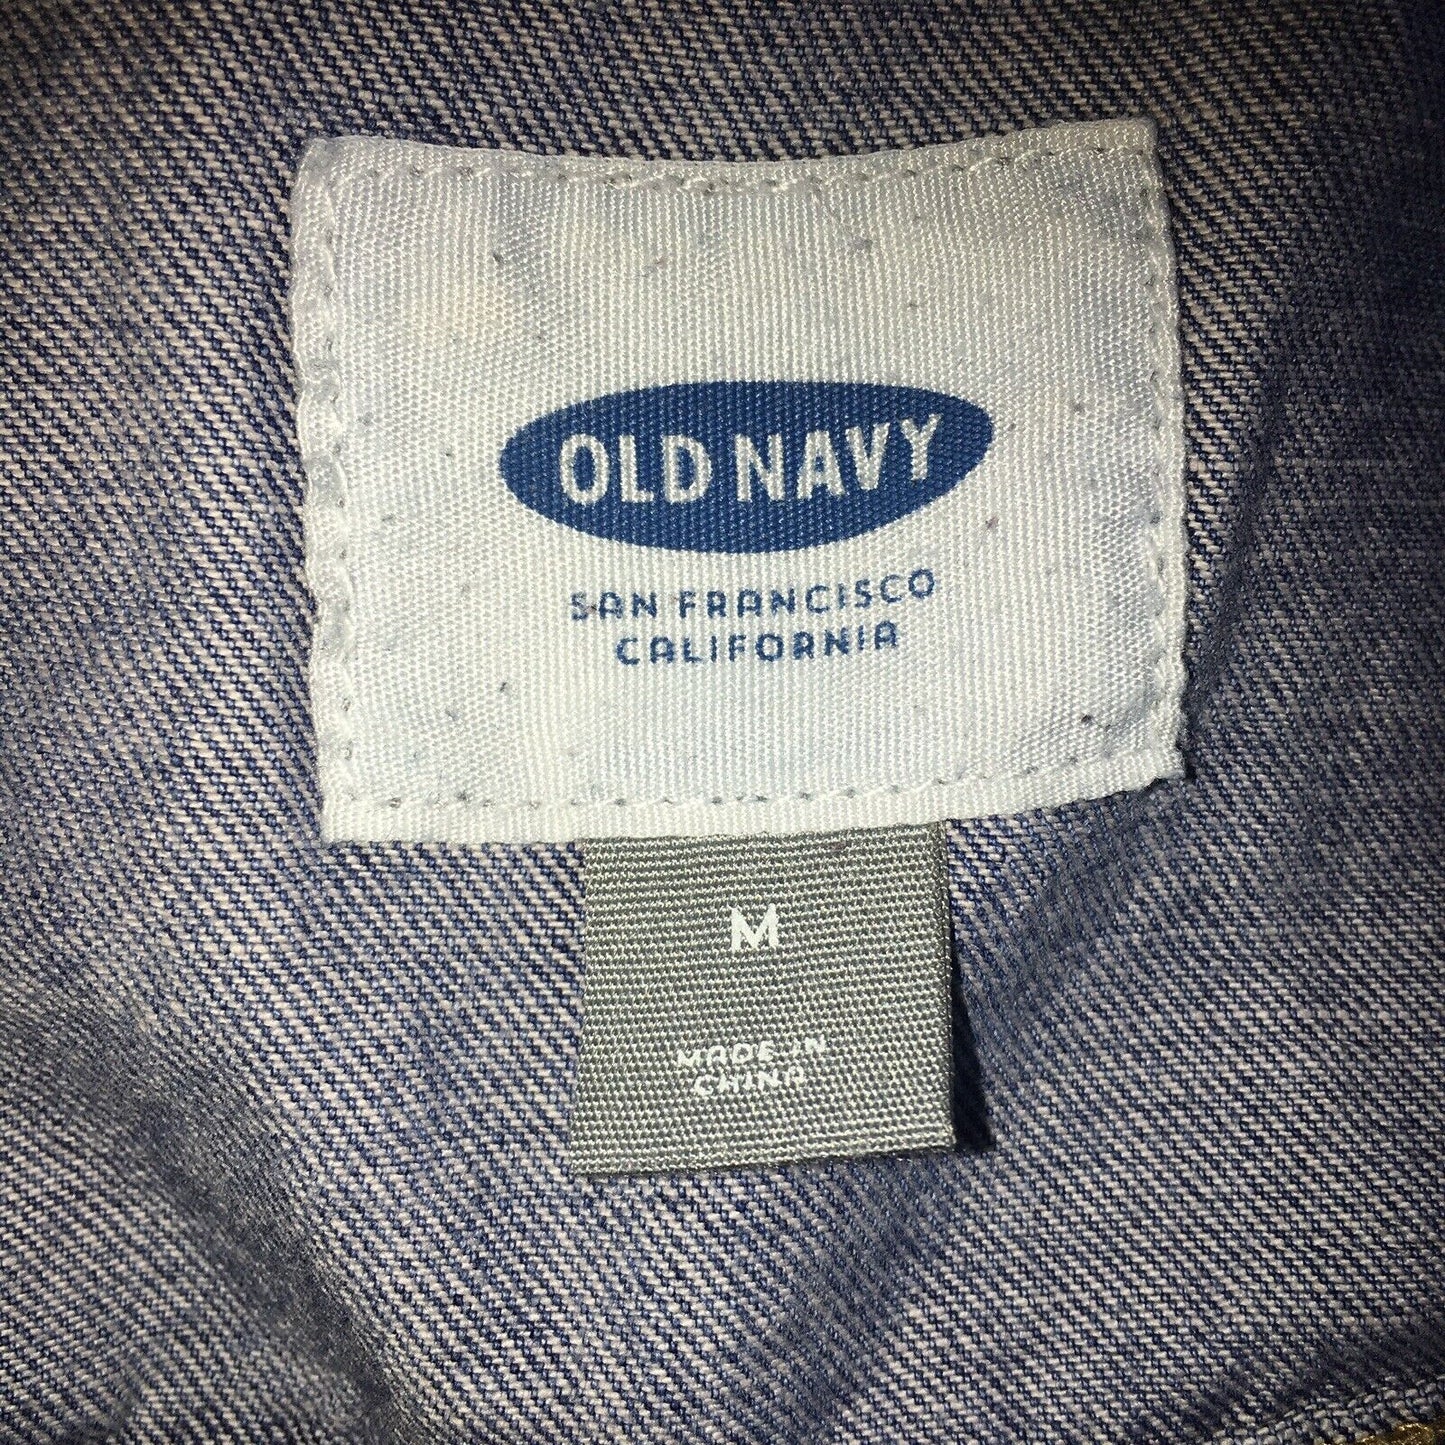 OLD NAVY
SAN FRANCISCO
CALIFORNIA
M
MADE IN
CHINA